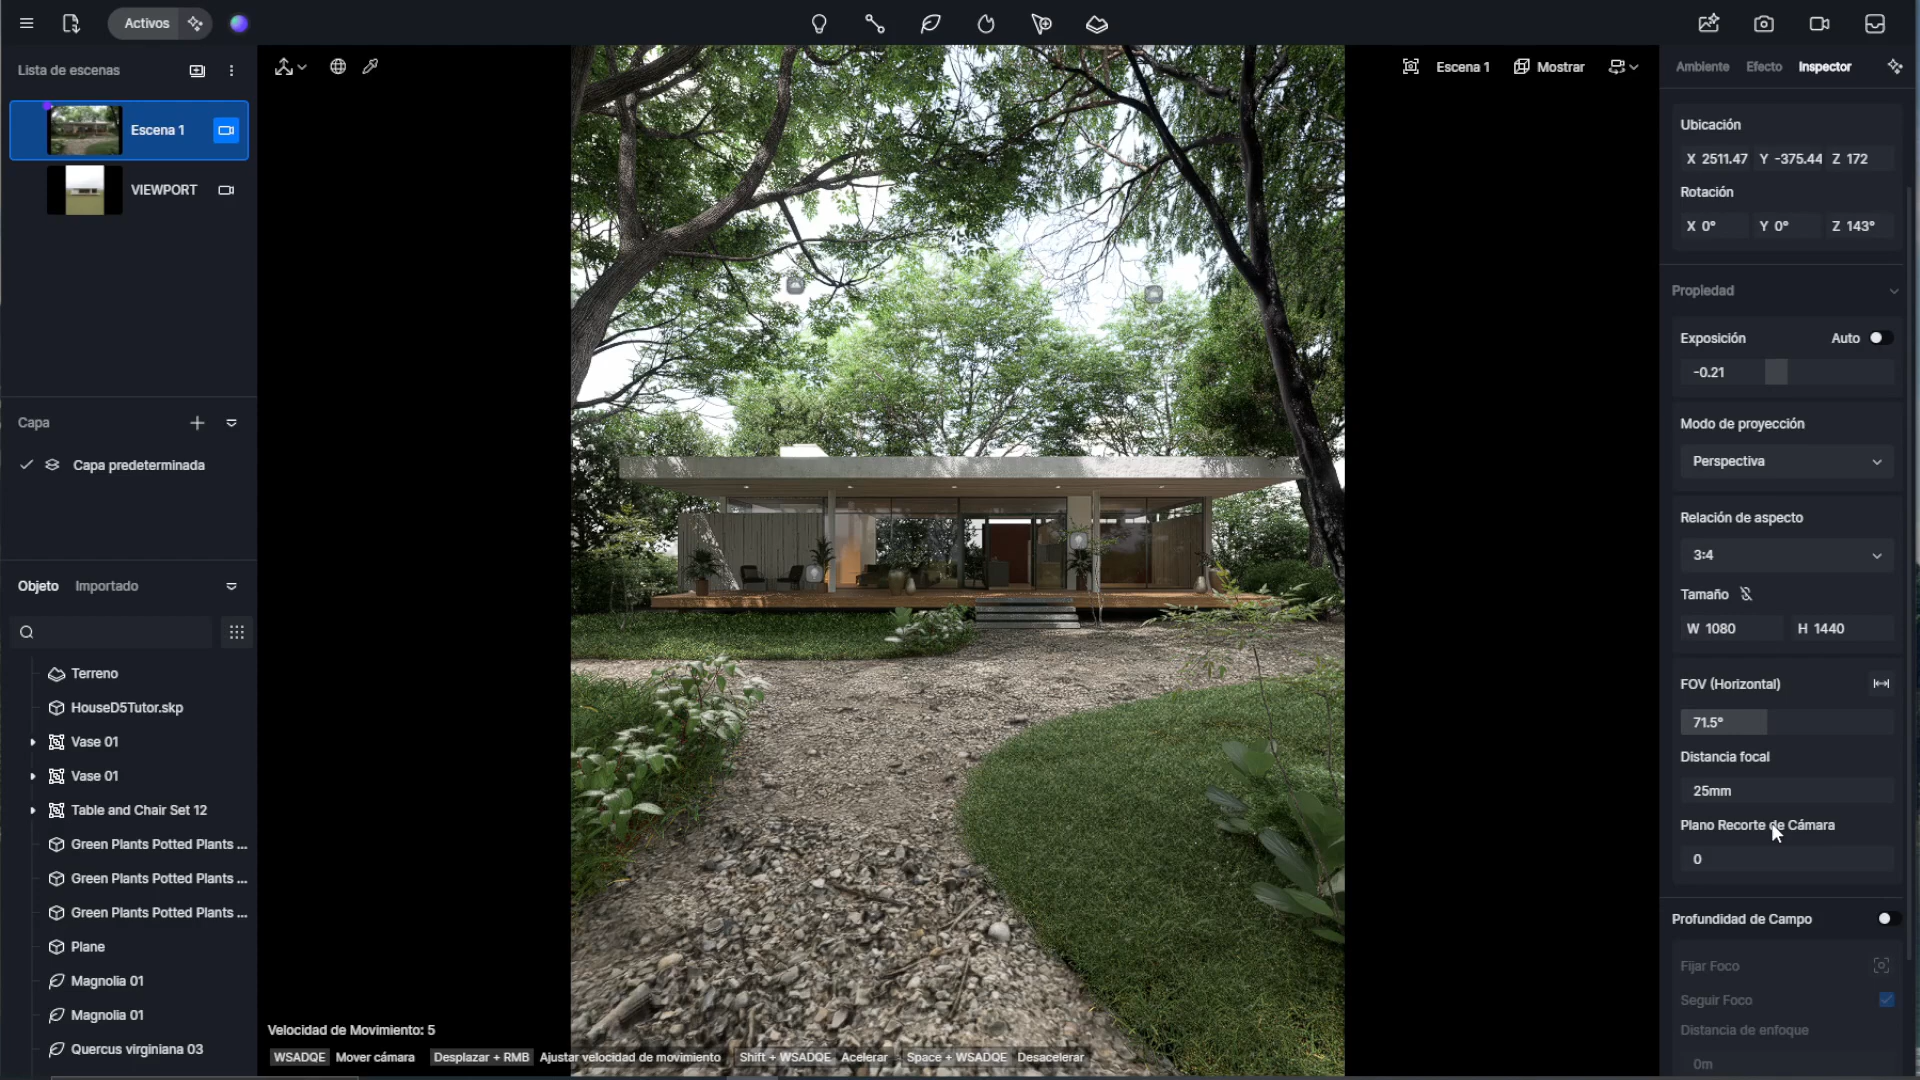 Activos
Lista de escenas
Escena 1
VIEWPORT
Capa
Capa predeterminada
Objeto Importado
Terreno
HouseD5Tutor.skp
Vase 01
Vase 01
Table and Chair Set 12
Green Plants Potted Plants ...
Green Plants Potted Plants ...
Green Plants Potted Plants ...
Plane
Magnolia 01
Magnolia 01
Quercus virginiana 03
Escena 1 Mostrar
Velocidad de Movimiento: 5
WSADQE Mover cámara Desplazar + RMB Ajustar velocidad de movimiento Shift + WSADQE Acelerar Space + WSADQE Desacelerar
Ambiente Efecto Inspector
Ubicación
X 2511.47 Y -375.44 Z 172
Rotación
X 0° Y 0° Z 143°
Propiedad
Exposición Auto
-0.21
Modo de proyección
Perspectiva
Relación de aspecto
3:4
Tamaño
W 1080 H 1440
FOV (Horizontal)
71.5°
Distancia focal
25mm
Plano Recorte de Cámara
0
Profundidad de Campo
Fijar Foco
Seguir Foco
Distancia de enfoque
0m